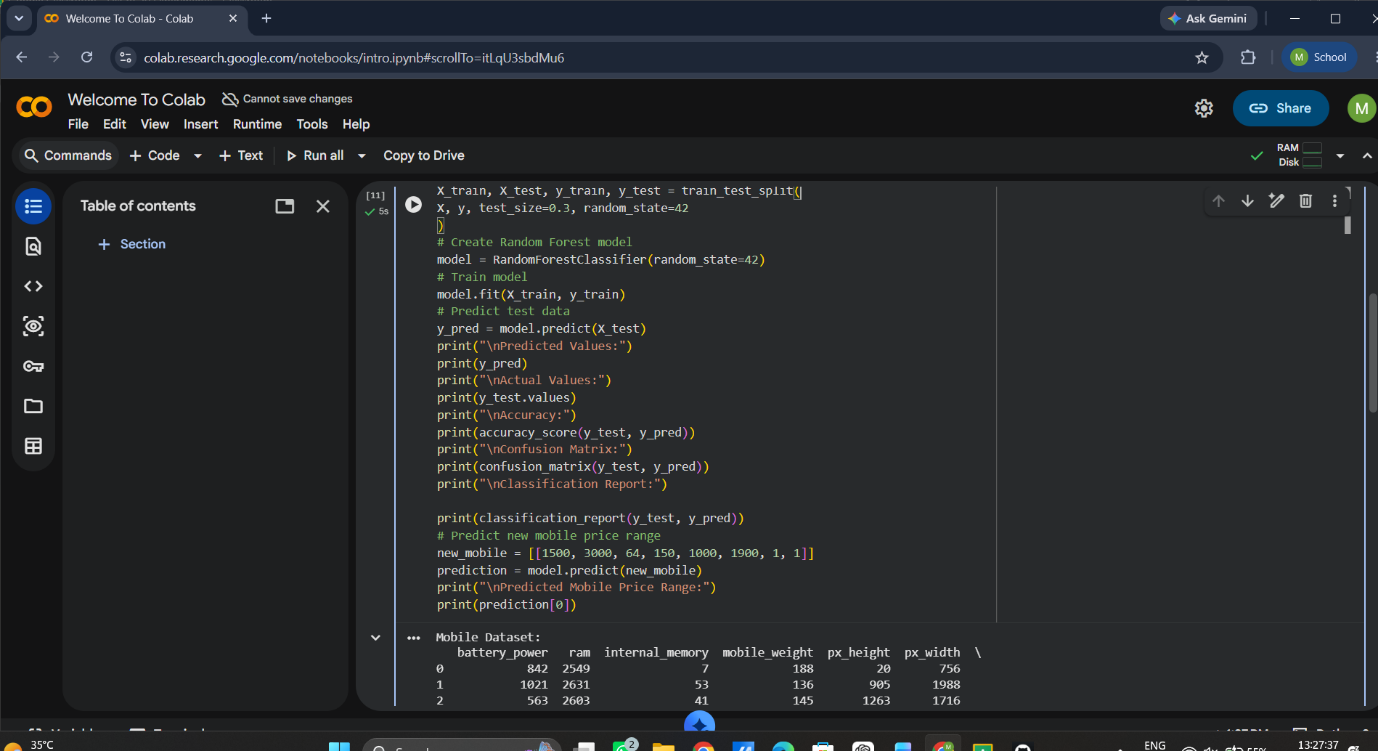 Welcome To Colab - Colab
Ask Gemini
colab.research.google.com/notebooks/intro.ipynb#scrollTo=itLqU3sbdMu6
M School
Welcome To Colab
Cannot save changes
File Edit View Insert Runtime Tools Help
Share
M
Commands
+ Code
+ Text
Run all
Copy to Drive
RAM
Disk
Table of contents
+ Section
[11]
5s
X_train, X_test, y_train, y_test = train_test_split(
X, y, test_size=0.3, random_state=42
)
# Create Random Forest model
model = RandomForestClassifier(random_state=42)
# Train model
model.fit(X_train, y_train)
# Predict test data
y_pred = model.predict(X_test)
print("\nPredicted Values:")
print(y_pred)
print("\nActual Values:")
print(y_test.values)
print("\nAccuracy:")
print(accuracy_score(y_test, y_pred))
print("\nConfusion Matrix:")
print(confusion_matrix(y_test, y_pred))
print("\nClassification Report:")
print(classification_report(y_test, y_pred))
# Predict new mobile price range
new_mobile = [[1500, 3000, 64, 150, 1000, 1900, 1, 1]]
prediction = model.predict(new_mobile)
print("\nPredicted Mobile Price Range:")
print(prediction[0])
Mobile Dataset:
battery_power ram internal_memory mobile_weight px_height px_width \
0 842 2549 7 188 20 756
1 1021 2631 53 136 905 1988
2 563 2603 41 145 1263 1716
35°C
2
ENG
13:27:37